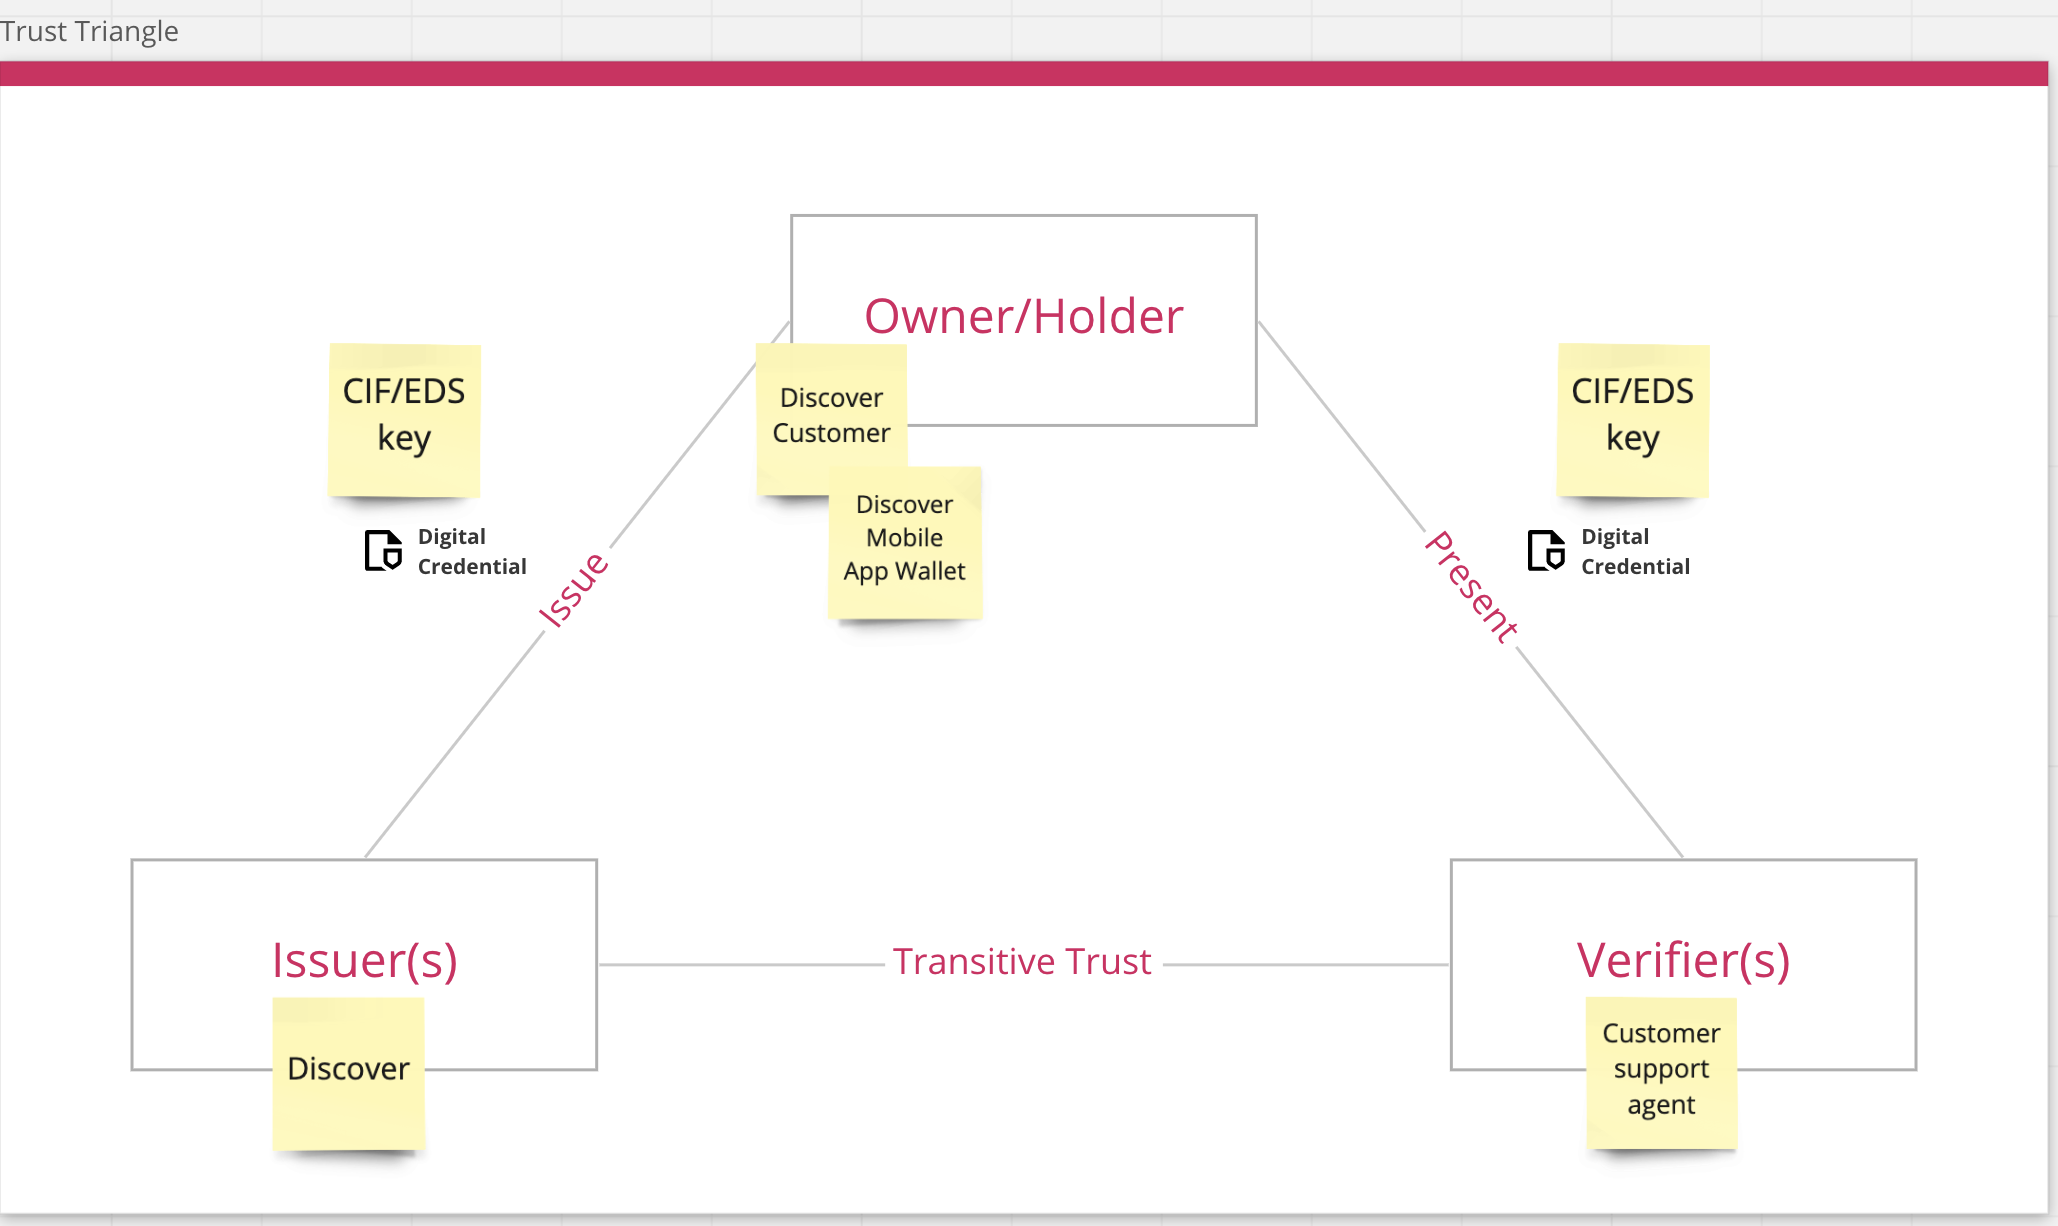 Trust Triangle
Owner/Holder
CIF/EDS
key
Digital
Credential
Discover
Customer
Discover
Mobile
App Wallet
CIF/EDS
key
Digital
Credential
Issue
Present
Issuer(s)
Discover
Transitive Trust
Verifier(s)
Customer
support
agent